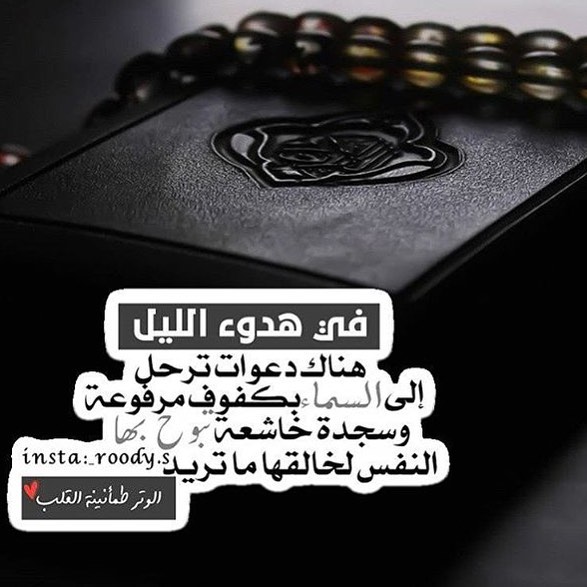 في هدوء الليل
هناك دعوات ترحل
إلى السماء بكفوف مرفوعة
وسجدة خاشعة تبوح بها
النفس لخالقها ما تريد
insta:_roody.s
الوتر طمأنينة القلب